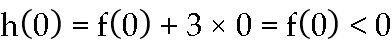 h(0) = f(0) + 3 × 0 = f(0) < 0